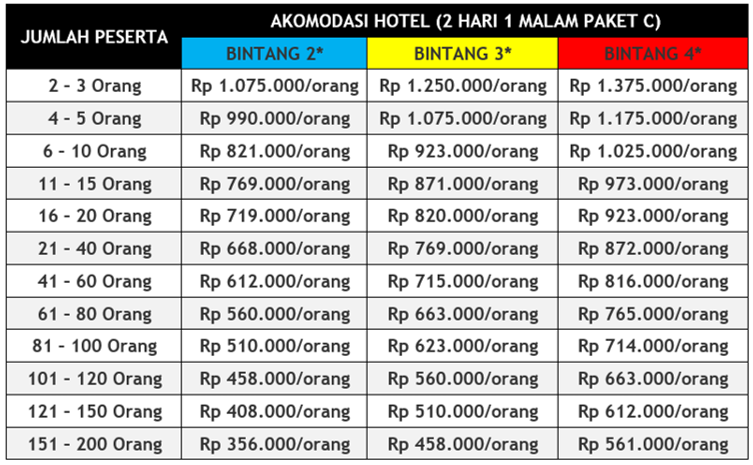 JUMLAH PESERTA
AKOMODASI HOTEL (2 HARI 1 MALAM PAKET C)
BINTANG 2* BINTANG 3* BINTANG 4*
2 – 3 Orang Rp 1.075.000/orang Rp 1.250.000/orang Rp 1.375.000/orang
4 – 5 Orang Rp 990.000/orang Rp 1.075.000/orang Rp 1.175.000/orang
6 – 10 Orang Rp 821.000/orang Rp 923.000/orang Rp 1.025.000/orang
11 – 15 Orang Rp 769.000/orang Rp 871.000/orang Rp 973.000/orang
16 – 20 Orang Rp 719.000/orang Rp 820.000/orang Rp 923.000/orang
21 – 40 Orang Rp 668.000/orang Rp 769.000/orang Rp 872.000/orang
41 – 60 Orang Rp 612.000/orang Rp 715.000/orang Rp 816.000/orang
61 – 80 Orang Rp 560.000/orang Rp 663.000/orang Rp 765.000/orang
81 – 100 Orang Rp 510.000/orang Rp 623.000/orang Rp 714.000/orang
101 – 120 Orang Rp 458.000/orang Rp 560.000/orang Rp 663.000/orang
121 – 150 Orang Rp 408.000/orang Rp 510.000/orang Rp 612.000/orang
151 – 200 Orang Rp 356.000/orang Rp 458.000/orang Rp 561.000/orang